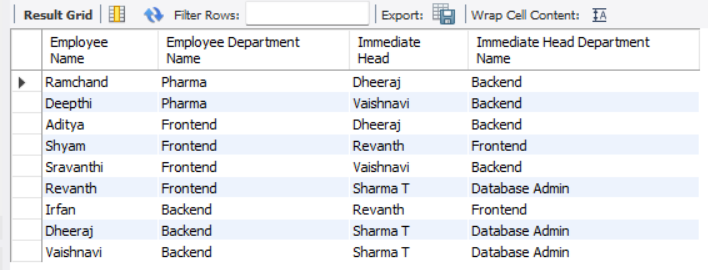 Result Grid Filter Rows: Export: Wrap Cell Content:
Employee Name Employee Department Name Immediate Head Immediate Head Department Name
Ramchand Pharma Dheeraj Backend
Deepthi Pharma Vaishnavi Backend
Aditya Frontend Dheeraj Backend
Shyam Frontend Revanth Frontend
Sravanthi Frontend Vaishnavi Backend
Revanth Frontend Sharma T Database Admin
Irfan Backend Revanth Frontend
Dheeraj Backend Sharma T Database Admin
Vaishnavi Backend Sharma T Database Admin